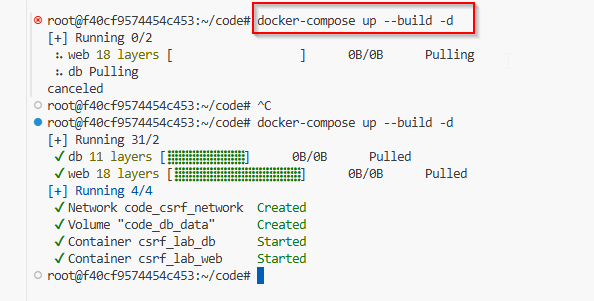 root@f40cf9574454c453:~/code# docker-compose up --build -d
[+] Running 0/2
web 18 layers [ ] 0B/0B Pulling
db Pulling
canceled
root@f40cf9574454c453:~/code# ^C
root@f40cf9574454c453:~/code# docker-compose up --build -d
[+] Running 31/2
✓ db 11 layers [⣿⣿⣿⣿⣿⣿⣿⣿⣿⣿⣿] 0B/0B Pulled
✓ web 18 layers [⣿⣿⣿⣿⣿⣿⣿⣿⣿⣿⣿⣿⣿⣿⣿⣿⣿⣿] 0B/0B Pulled
[+] Running 4/4
✓ Network code_csrf_network Created
✓ Volume "code_db_data" Created
✓ Container csrf_lab_db Started
✓ Container csrf_lab_web Started
root@f40cf9574454c453:~/code#